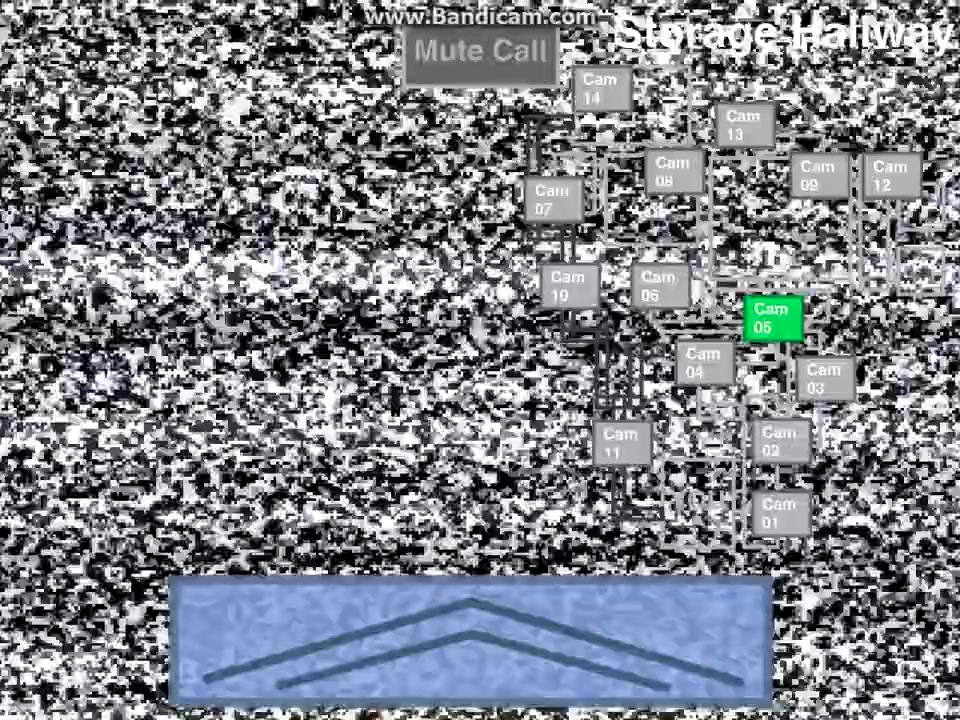 www.Bandicam.com
Storage Hallway
Mute Call
Cam
14
Cam
13
Cam
08
Cam
09
Cam
12
Cam
07
Cam
10
Cam
06
Cam
05
Cam
04
Cam
03
Cam
11
Cam
02
Cam
01